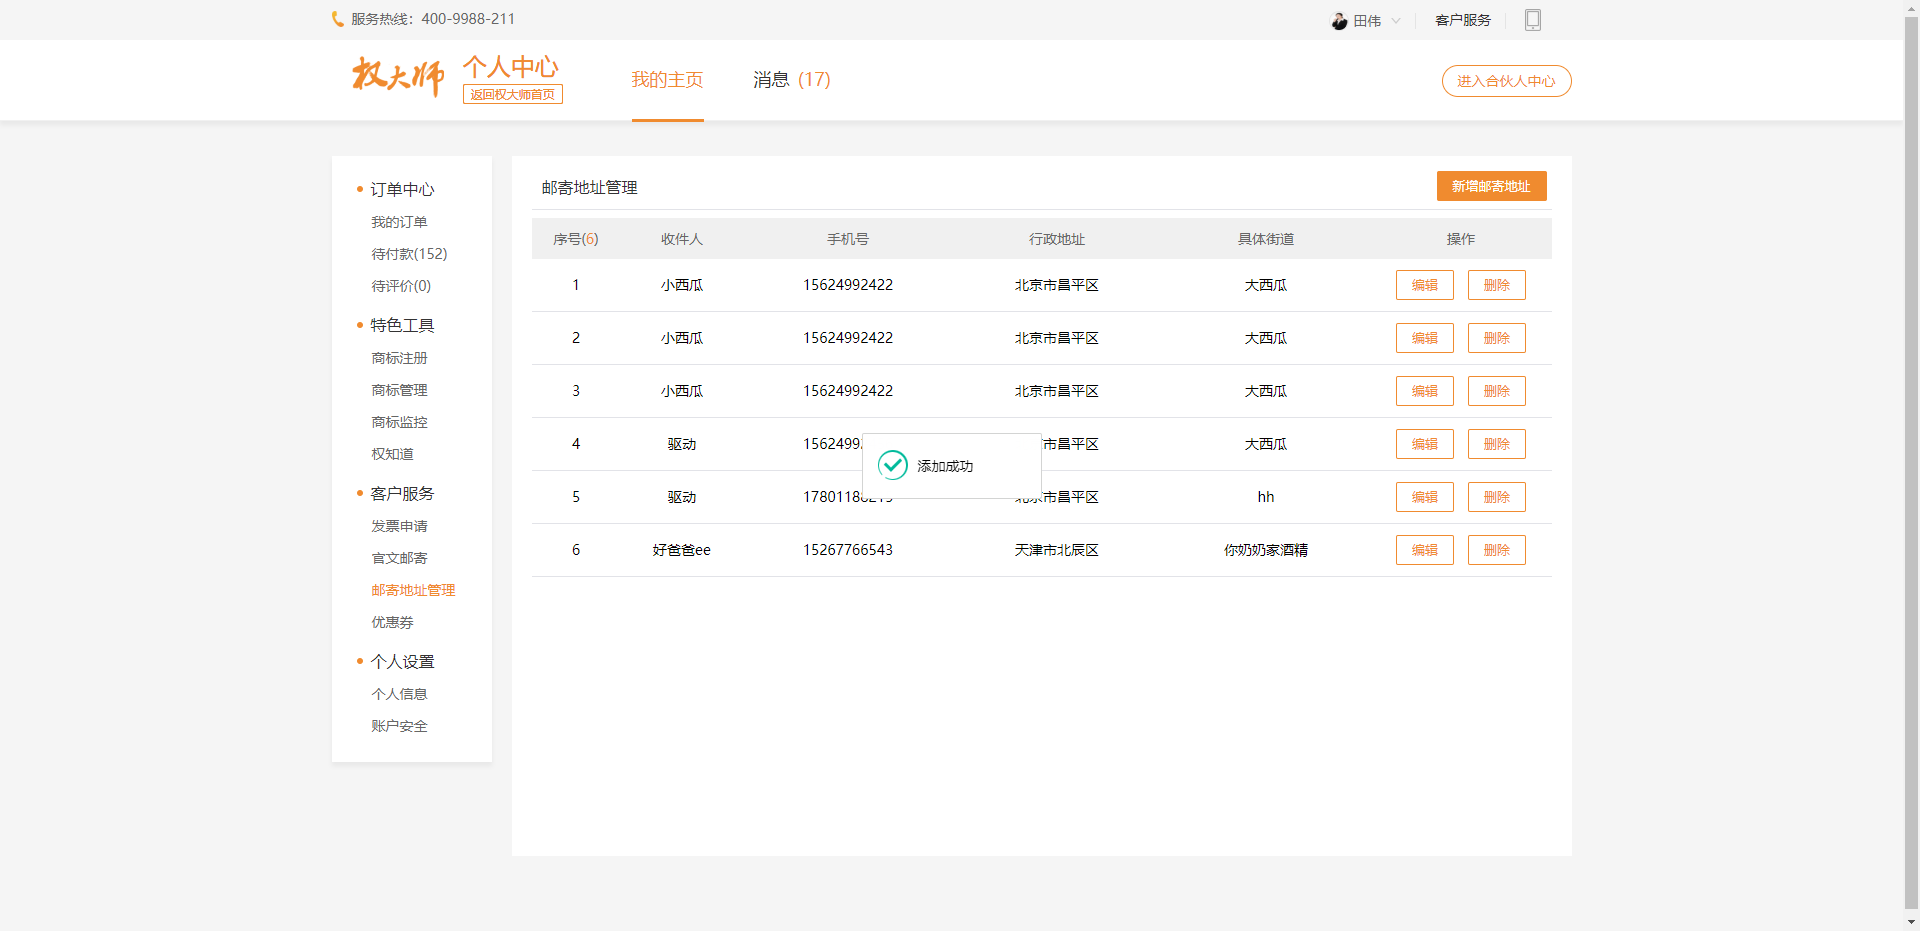 服务热线：400-9988-211
田伟
客户服务
权大师
个人中心
返回权大师首页
我的主页
消息 (17)
进入合伙人中心
订单中心
我的订单
待付款(152)
待评价(0)
特色工具
商标注册
商标管理
商标监控
权知道
客户服务
发票申请
官文邮寄
邮寄地址管理
优惠券
个人设置
个人信息
账户安全
邮寄地址管理
新增邮寄地址
序号(6) 收件人 手机号 行政地址 具体街道 操作
1 小西瓜 15624992422 北京市昌平区 大西瓜 编辑 删除
2 小西瓜 15624992422 北京市昌平区 大西瓜 编辑 删除
3 小西瓜 15624992422 北京市昌平区 大西瓜 编辑 删除
4 驱动 1562499 市昌平区 大西瓜 编辑 删除
添加成功
5 驱动 178011 北京市昌平区 hh 编辑 删除
6 好爸爸ee 15267766543 天津市北辰区 你奶奶家酒精 编辑 删除